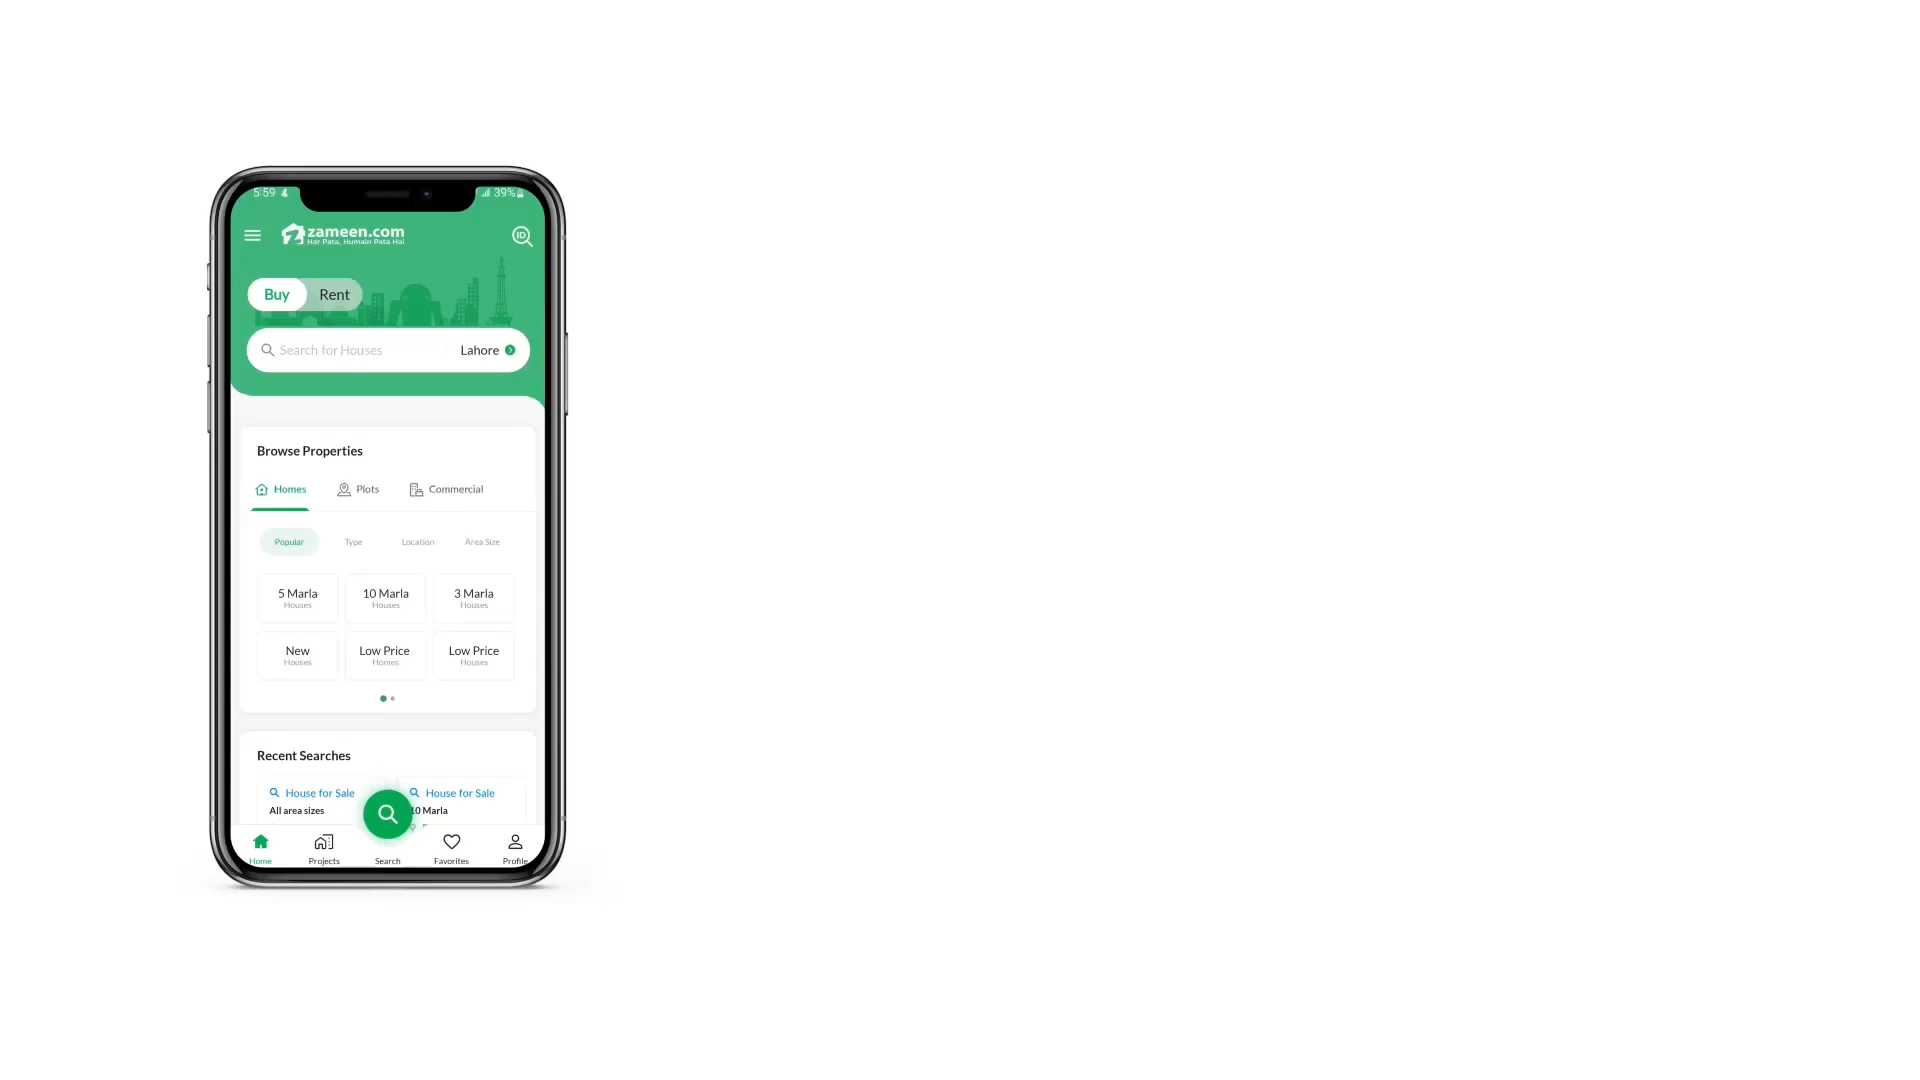 5:59 39%
zameen.com
Har Pata, Humain Pata Hai
ID
Buy Rent
Search for Houses Lahore
Browse Properties
Homes Plots Commercial
Popular Type Location Area Size
5 Marla 10 Marla 3 Marla
Houses Houses Houses
New Low Price Low Price
Houses Homes Houses
Recent Searches
House for Sale House for Sale
All area sizes 10 Marla
Home Projects Search Favorites Profile